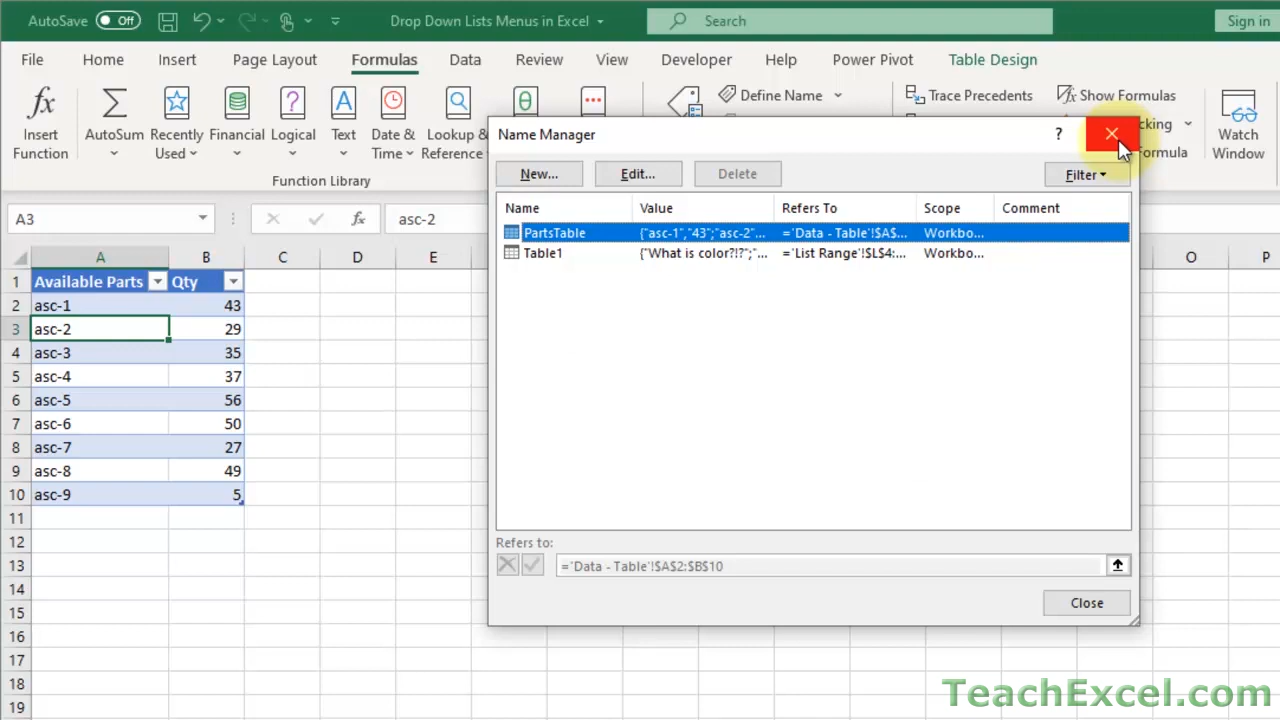 AutoSave Off Drop Down Lists Menus in Excel Search Sign in
File Home Insert Page Layout Formulas Data Review View Developer Help Power Pivot Table Design
Insert Function
AutoSum
Recently Used
Financial
Logical
Text
Date & Time
Lookup & Reference
Function Library
Define Name
Trace Precedents
Show Formulas
Watch Window
Name Manager ?
New... Edit... Delete Filter
Name Value Refers To Scope Comment
PartsTable {"asc-1","43";"asc-2"... ='Data - Table'!$A$... Workbo...
Table1 {"What is color?!?";"... ='List Range'!$L$4:... Workbo...
Refers to:
='Data - Table'!$A$2:$B$10
Close
A3 fx asc-2
A B C D E O P
1 Available Parts Qty
2 asc-1 43
3 asc-2 29
4 asc-3 35
5 asc-4 37
6 asc-5 56
7 asc-6 50
8 asc-7 27
9 asc-8 49
10 asc-9 5
11
12
13
14
15
16
17
18
19
TeachExcel.com